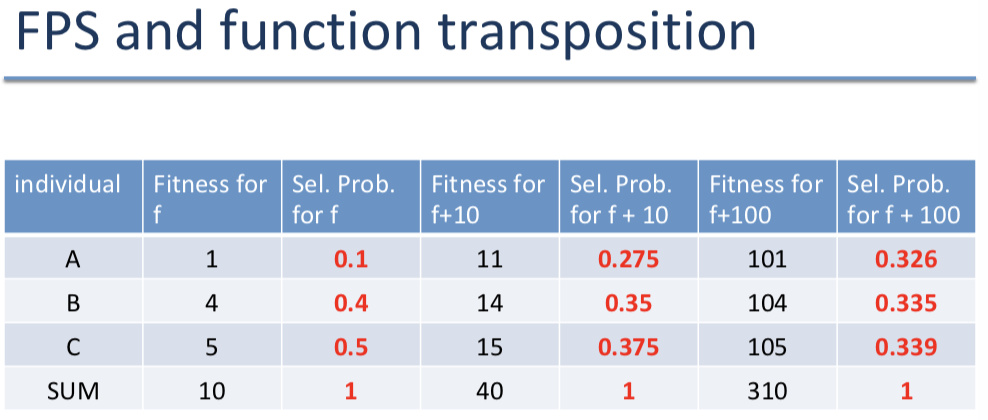 FPS and function transposition
individual Fitness for f Sel. Prob. for f Fitness for f+10 Sel. Prob. for f + 10 Fitness for f+100 Sel. Prob. for f + 100
A 1 0.1 11 0.275 101 0.326
B 4 0.4 14 0.35 104 0.335
C 5 0.5 15 0.375 105 0.339
SUM 10 1 40 1 310 1